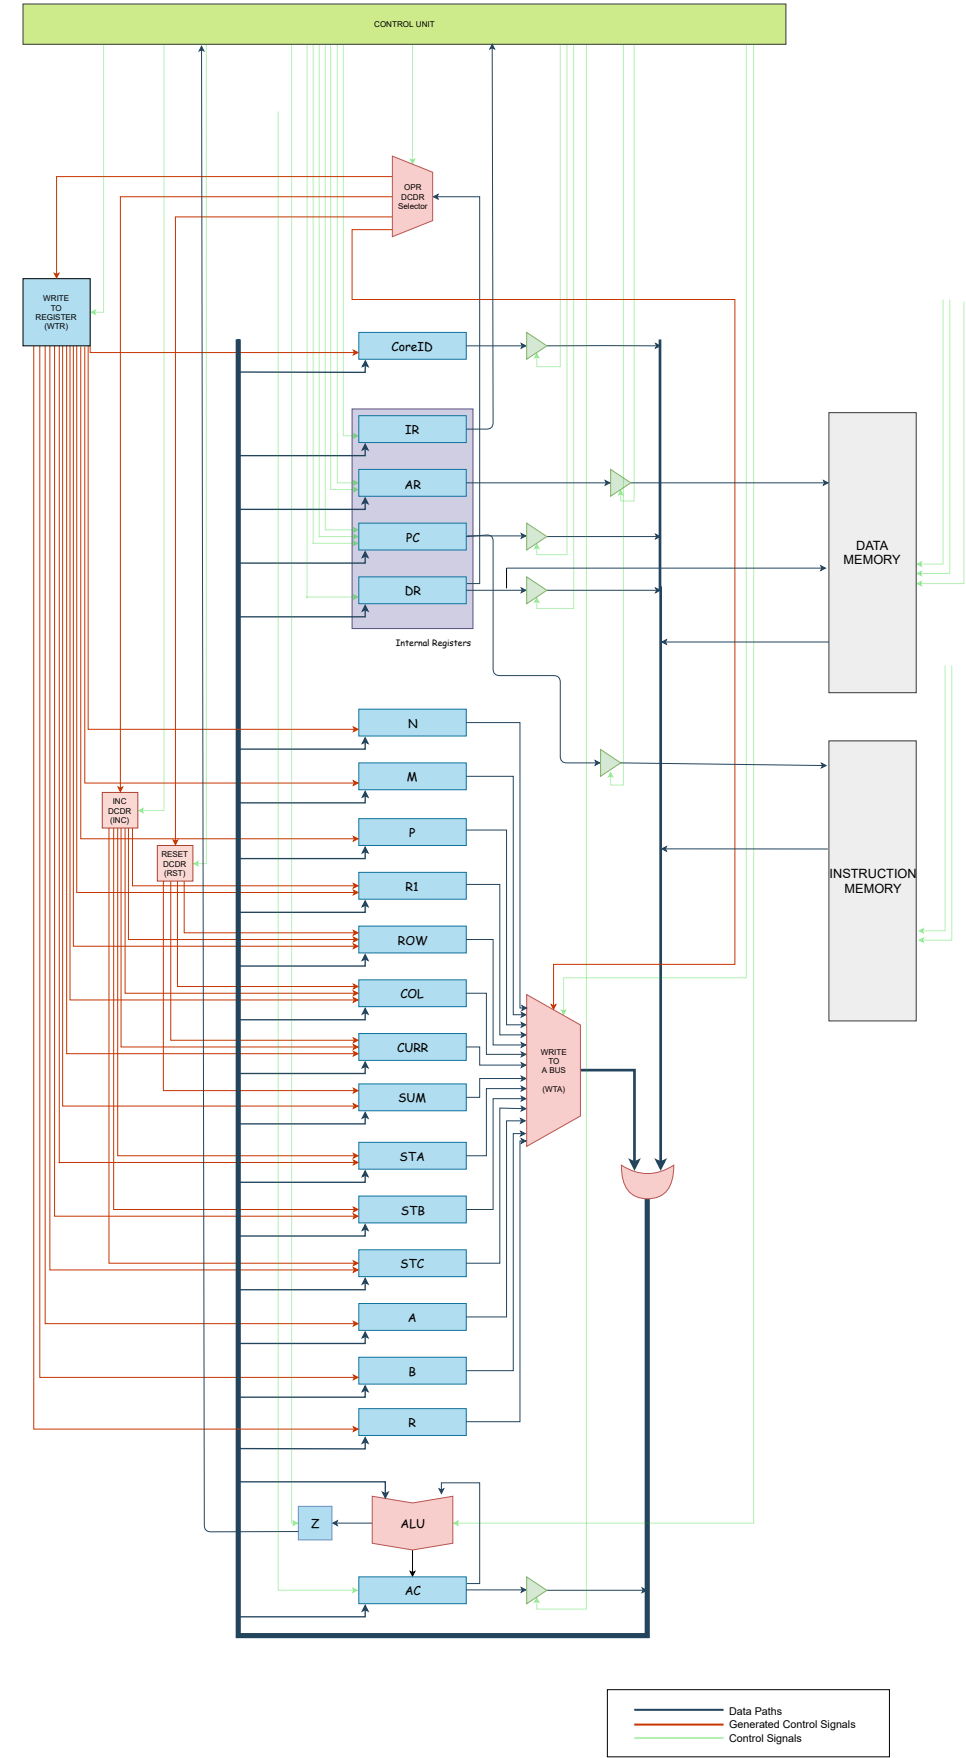 CONTROL UNIT
OPR
DCDR
Selector
WRITE
TO
REGISTER
(WTR)
CoreID
IR
AR
PC
DR
Internal Registers
DATA
MEMORY
N
M
INC
DCDR
(INC)
P
RESET
DCDR
(RST)
R1
INSTRUCTION
MEMORY
ROW
COL
CURR
WRITE
TO
A BUS
(WTA)
SUM
STA
STB
STC
A
B
R
Z
ALU
AC
Data Paths
Generated Control Signals
Control Signals